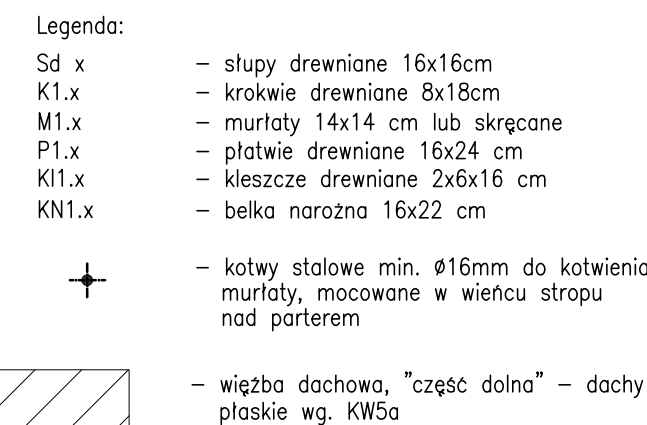 Legenda:
Sd x – słupy drewniane 16x16cm
K1.x – krokwie drewniane 8x18cm
M1.x – murłaty 14x14 cm lub skręcane
P1.x – płatwie drewniane 16x24 cm
Kl1.x – kleszcze drewniane 2x6x16 cm
KN1.x – belka narożna 16x22 cm
– kotwy stalowe min. Ø16mm do kotwienia
murłaty, mocowane w wieńcu stropu
nad parterem
– więźba dachowa, "część dolna" – dachy
płaskie wg. KW5a